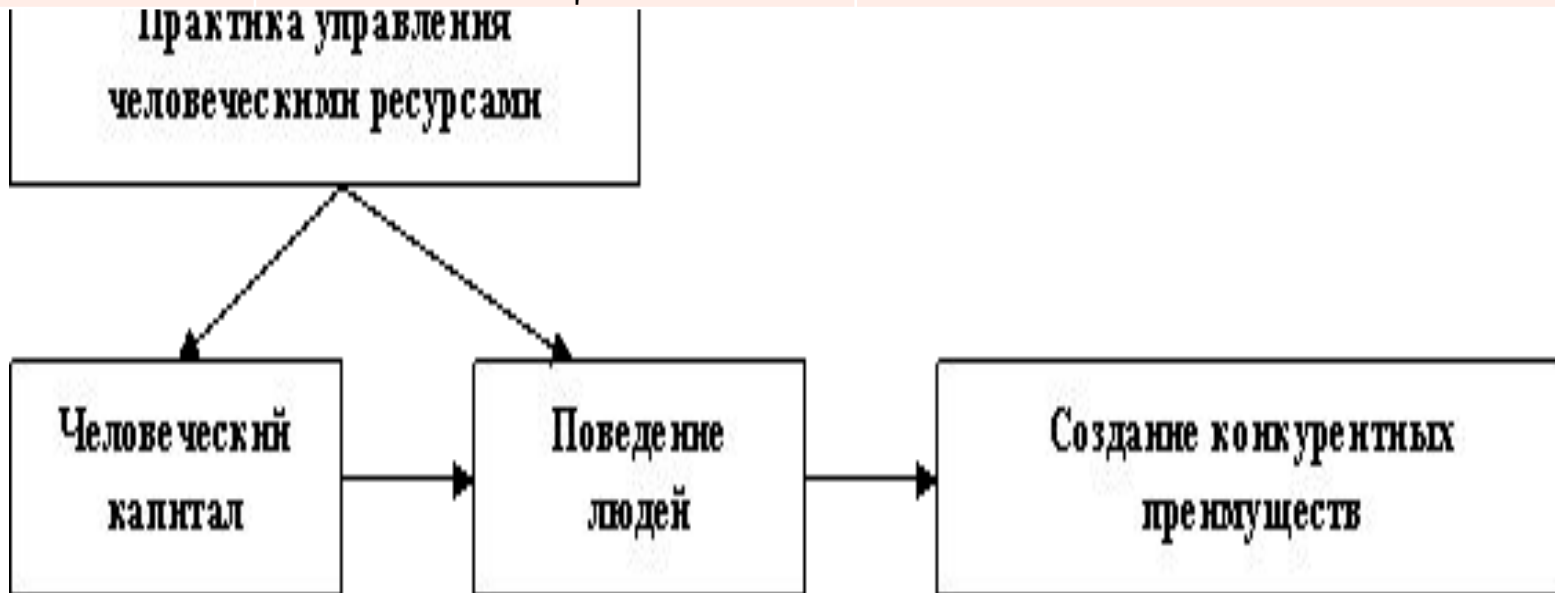 Практика управления
человеческими ресурсами
Человеческий
капитал
Поведение
людей
Создание конкурентных
преимуществ